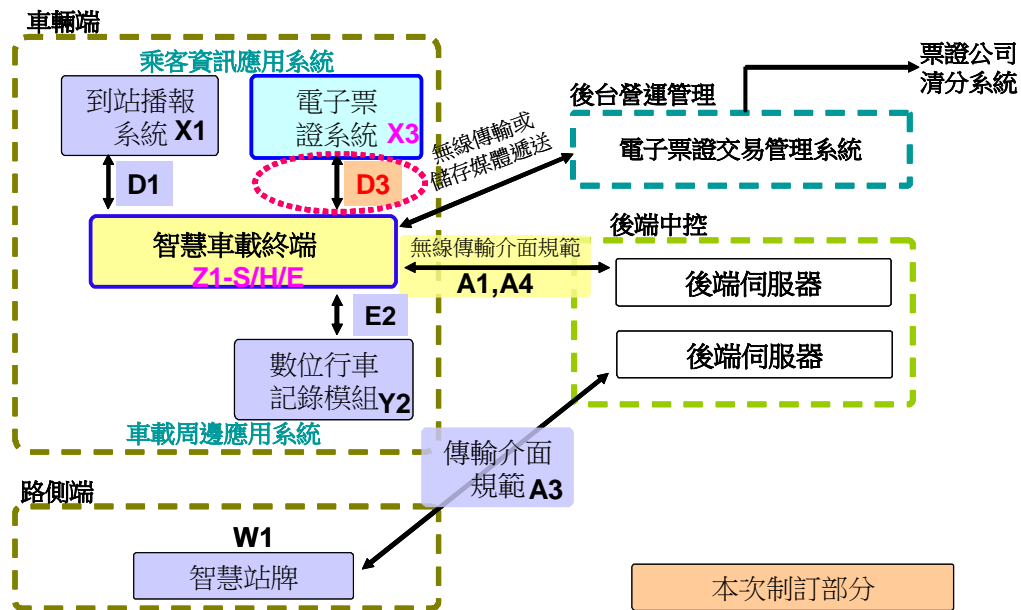 車輛端
乘客資訊應用系統
到站播報
系統 X1
電子票
證系統 X3
D1
D3
智慧車載終端
Z1-S/H/E
E2
數位行車
記錄模組 Y2
車載周邊應用系統
無線傳輸或
儲存媒體遞送
後台營運管理
票證公司
清分系統
電子票證交易管理系統
無線傳輸介面規範
A1,A4
後端中控
後端伺服器
後端伺服器
傳輸介面
規範 A3
路側端
W1
智慧站牌
本次制訂部分